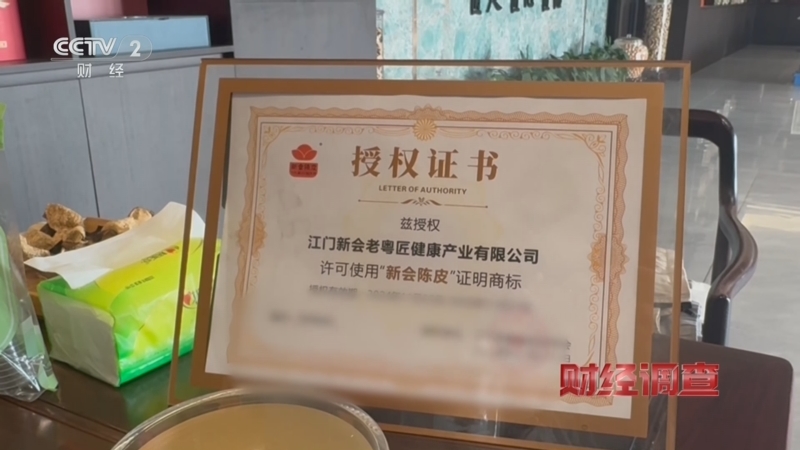 CCTV 2
财经
授权证书
LETTER OF AUTHORITY
兹授权
江门新会老粤匠健康产业有限公司
许可使用“新会陈皮”证明商标
财经调查